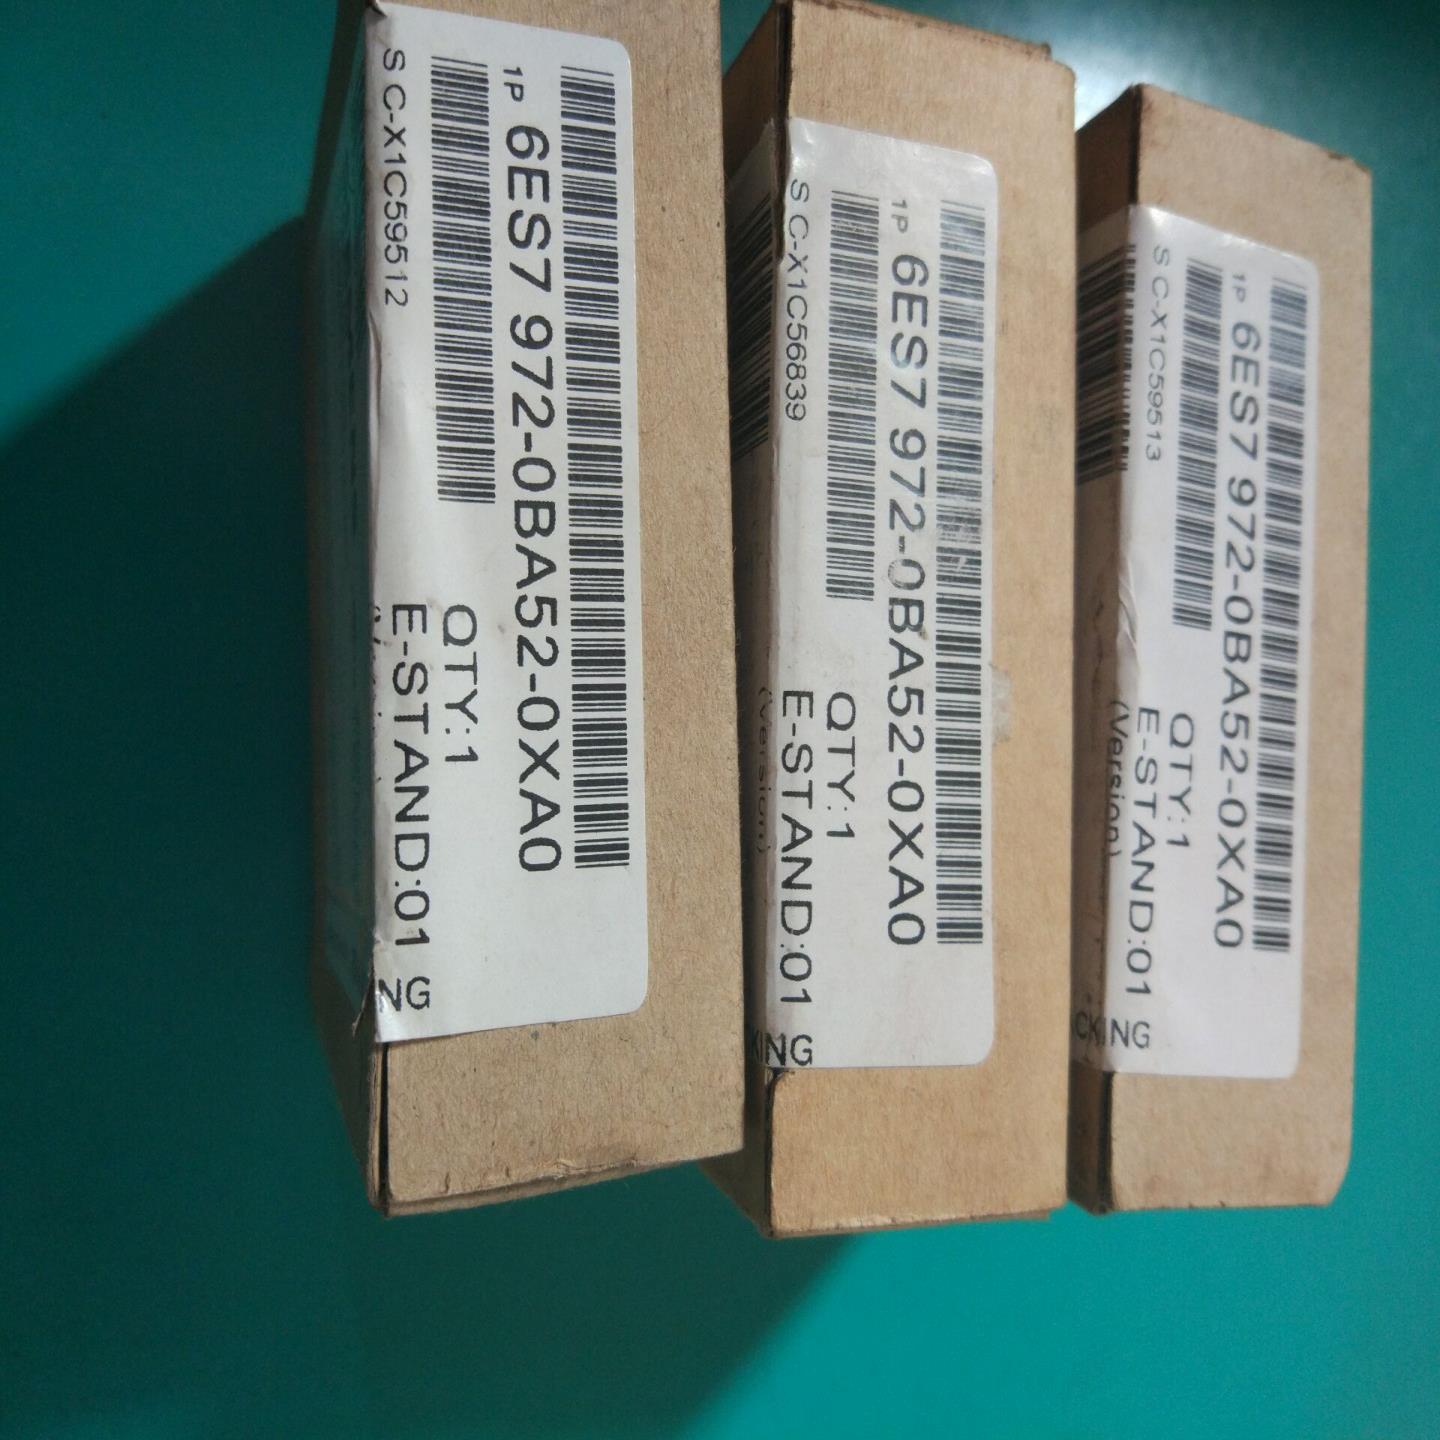 1P 6ES7 972-0BA52-0XA0
S C-X1C59512
QTY:1
E-STAND:01
NG
1P 6ES7 972-0BA52-0XA0
S C-X1C56839
QTY:1
E-STAND:01
(Version)
KING
1P 6ES7 972-0BA52-0XA0
S C-X1C59513
QTY:1
E-STAND:01
(Version)
CKING